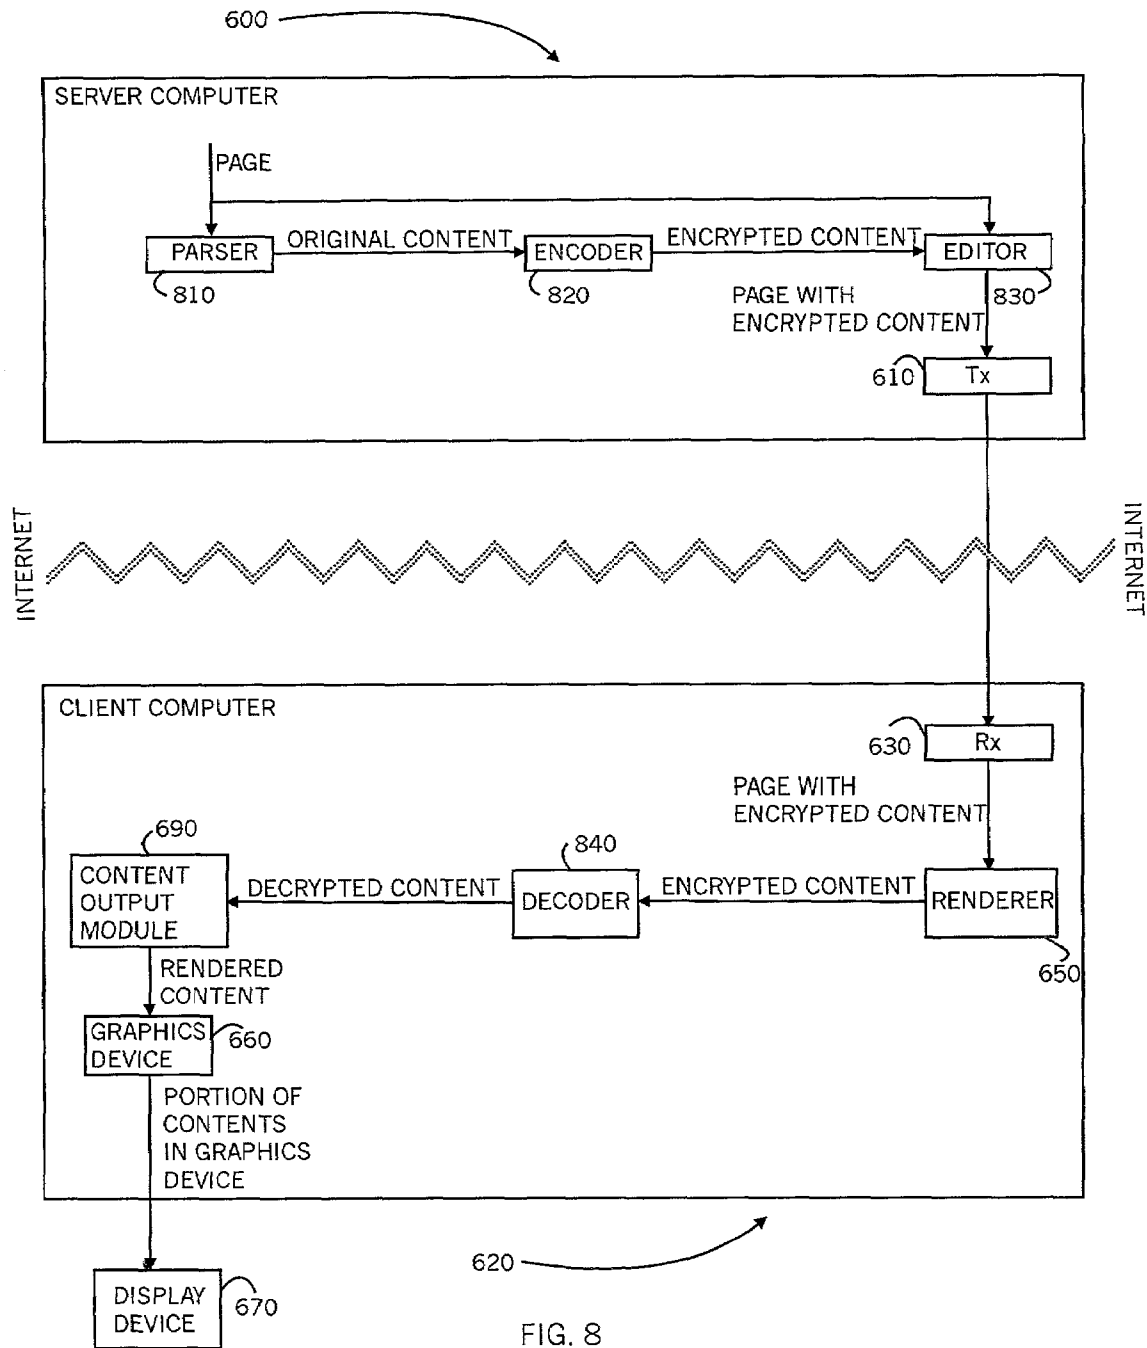 600
SERVER COMPUTER
PAGE
PARSER
810
ORIGINAL CONTENT
ENCODER
820
ENCRYPTED CONTENT
EDITOR
830
PAGE WITH
ENCRYPTED CONTENT
610
Tx
INTERNET
INTERNET
CLIENT COMPUTER
630
Rx
PAGE WITH
ENCRYPTED CONTENT
690
CONTENT
OUTPUT
MODULE
DECRYPTED CONTENT
840
DECODER
ENCRYPTED CONTENT
RENDERER
650
RENDERED
CONTENT
GRAPHICS
DEVICE
660
PORTION OF
CONTENTS
IN GRAPHICS
DEVICE
620
DISPLAY
DEVICE
670
FIG. 8